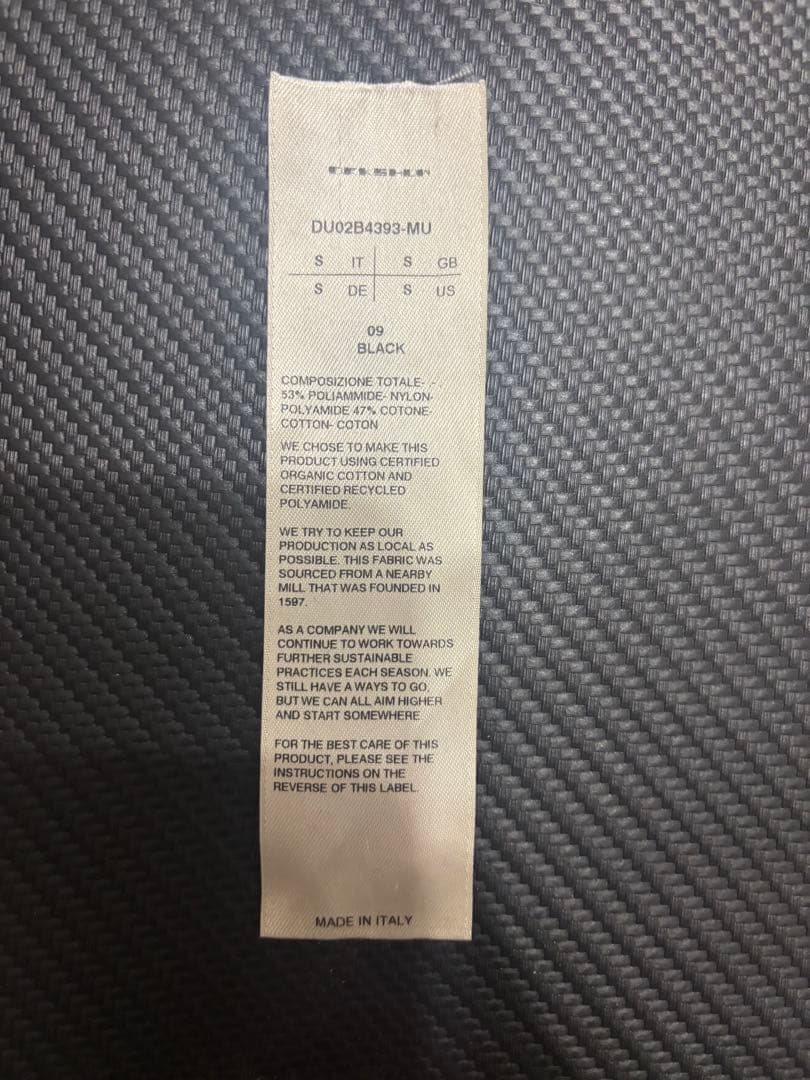 DU02B4393-MU
S IT S GB
S DE S US
09
BLACK
COMPOSIZIONE TOTALE- - .
53% POLIAMMIDE- NYLON-
POLYAMIDE 47% COTONE-
COTTON- COTON
WE CHOSE TO MAKE THIS
PRODUCT USING CERTIFIED
ORGANIC COTTON AND
CERTIFIED RECYCLED
POLYAMIDE.
WE TRY TO KEEP OUR
PRODUCTION AS LOCAL AS
POSSIBLE. THIS FABRIC WAS
SOURCED FROM A NEARBY
MILL THAT WAS FOUNDED IN
1597.
AS A COMPANY WE WILL
CONTINUE TO WORK TOWARDS
FURTHER SUSTAINABLE
PRACTICES EACH SEASON. WE
STILL HAVE A WAYS TO GO,
BUT WE CAN ALL AIM HIGHER
AND START SOMEWHERE
FOR THE BEST CARE OF THIS
PRODUCT, PLEASE SEE THE
INSTRUCTIONS ON THE
REVERSE OF THIS LABEL.
MADE IN ITALY